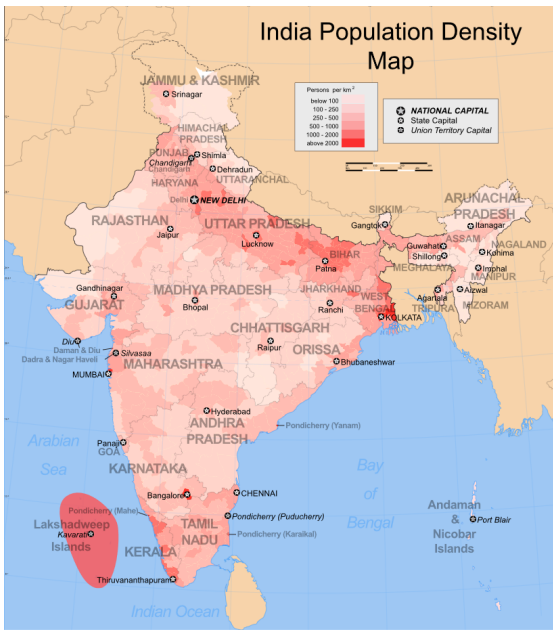 India Population Density
Map
Persons per km²
below 100
100 - 250
250 - 500
500 - 1000
1000 - 2000
above 2000
NATIONAL CAPITAL
State Capital
Union Territory Capital
JAMMU & KASHMIR
Srinagar
HIMACHAL
PRADESH
PUNJAB
Shimla
Chandigarh
Chandigarh
Dehradun
UTTARANCHAL
HARYANA
Delhi
NEW DELHI
RAJASTHAN
Jaipur
UTTAR PRADESH
Lucknow
SIKKIM
Gangtok
ARUNACHAL
PRADESH
Itanagar
ASSAM
Guwahati
NAGALAND
Kohima
Shillong
MEGHALAYA
Imphal
MANIPUR
BIHAR
Patna
Gandhinagar
GUJARAT
MADHYA PRADESH
Bhopal
JHARKHAND
Ranchi
WEST
BENGAL
KOLKATA
Agartala
TRIPURA
Aizwal
MIZORAM
CHHATTISGARH
Raipur
ORISSA
Bhubaneshwar
Diu
Daman & Diu
Dadra & Nagar Haveli
Silvasaa
MUMBAI
MAHARASHTRA
Hyderabad
ANDHRA
PRADESH
Pondicherry (Yanam)
Arabian
Sea
Panaji
GOA
KARNATAKA
Bay
of
Bengal
Bangalore
CHENNAI
Pondicherry (Mahe)
Pondicherry (Puducherry)
Lakshadweep
Islands
Kavarati
TAMIL
NADU
Pondicherry (Karaikal)
KERALA
Thiruvananthapuram
Andaman
&
Nicobar
Islands
Port Blair
Indian Ocean